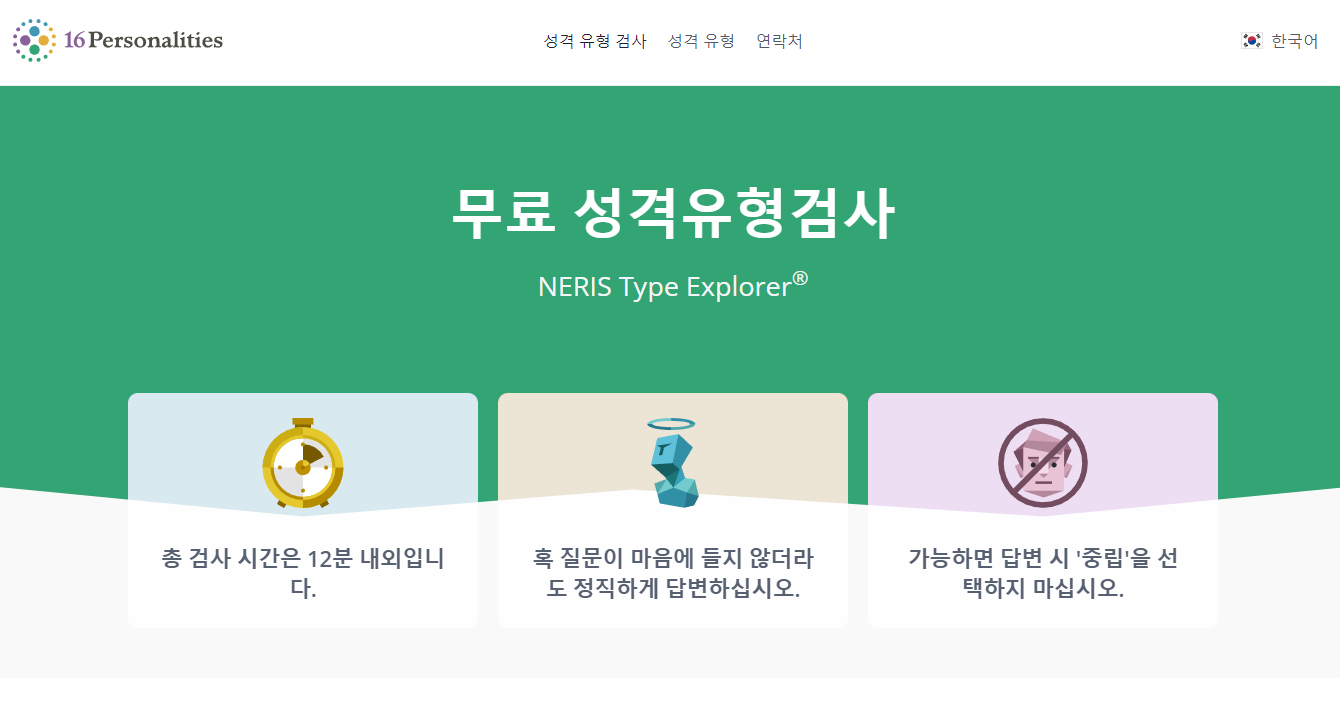 16Personalities
성격 유형 검사
성격 유형
연락처
한국어
무료 성격유형검사
NERIS Type Explorer®
총 검사 시간은 12분 내외입니
다.
T
혹 질문이 마음에 들지 않더라
도 정직하게 답변하십시오.
가능하면 답변 시 '중립'을 선
택하지 마십시오.